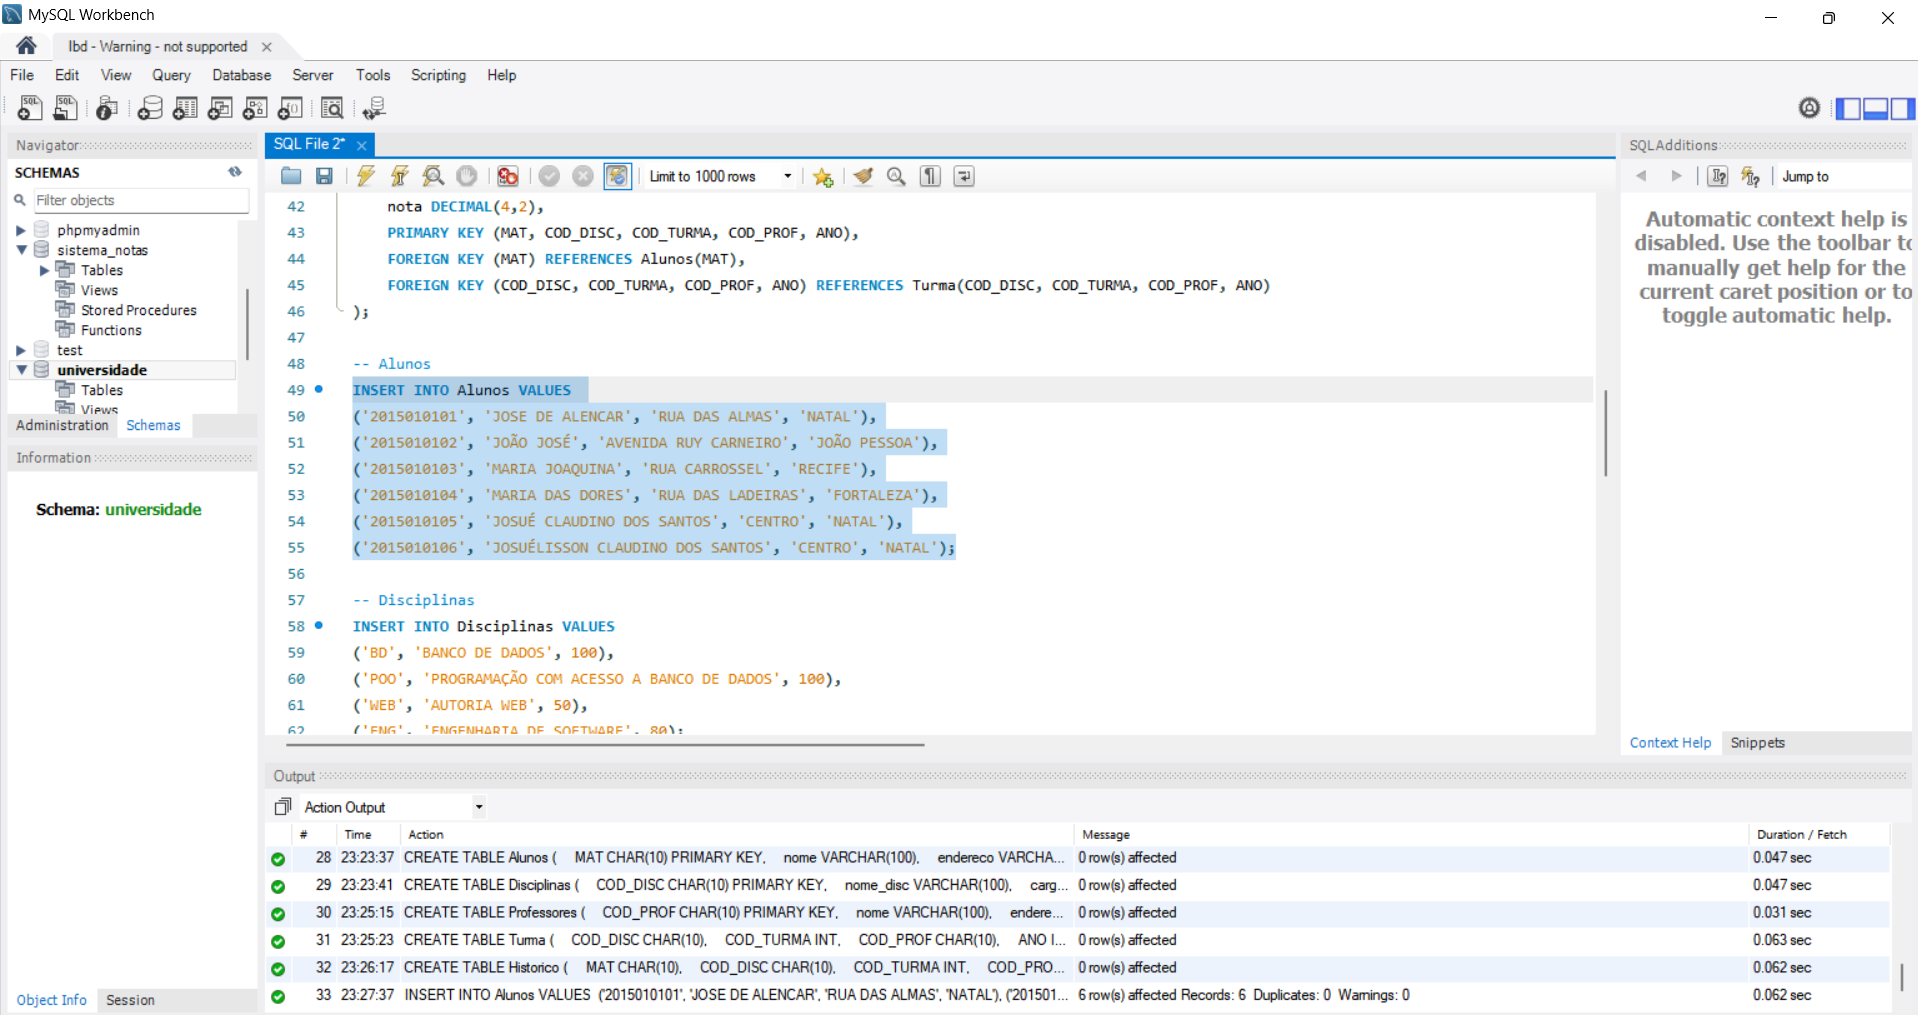 MySQL Workbench
lbd - Warning - not supported
File Edit View Query Database Server Tools Scripting Help
Navigator
SCHEMAS
Filter objects
phpmyadmin
sistema_notas
Tables
Views
Stored Procedures
Functions
test
universidade
Tables
Views
Administration Schemas
Information
Schema: universidade
Object Info Session
SQL File 2*
Limit to 1000 rows
42 nota DECIMAL(4,2),
43 PRIMARY KEY (MAT, COD_DISC, COD_TURMA, COD_PROF, ANO),
44 FOREIGN KEY (MAT) REFERENCES Alunos(MAT),
45 FOREIGN KEY (COD_DISC, COD_TURMA, COD_PROF, ANO) REFERENCES Turma(COD_DISC, COD_TURMA, COD_PROF, ANO)
46 );
47
48 -- Alunos
49 INSERT INTO Alunos VALUES
50 ('2015010101', 'JOSE DE ALENCAR', 'RUA DAS ALMAS', 'NATAL'),
51 ('2015010102', 'JOÃO JOSÉ', 'AVENIDA RUY CARNEIRO', 'JOÃO PESSOA'),
52 ('2015010103', 'MARIA JOAQUINA', 'RUA CARROSSEL', 'RECIFE'),
53 ('2015010104', 'MARIA DAS DORES', 'RUA DAS LADEIRAS', 'FORTALEZA'),
54 ('2015010105', 'JOSUÉ CLAUDINO DOS SANTOS', 'CENTRO', 'NATAL'),
55 ('2015010106', 'JOSUÉLISSON CLAUDINO DOS SANTOS', 'CENTRO', 'NATAL');
56
57 -- Disciplinas
58 INSERT INTO Disciplinas VALUES
59 ('BD', 'BANCO DE DADOS', 100),
60 ('POO', 'PROGRAMAÇÃO COM ACESSO A BANCO DE DADOS', 100),
61 ('WEB', 'AUTORIA WEB', 50),
62 ('ENG', 'ENGENHARIA DE SOFTWARE', 80);
SQLAdditions
Jump to
Automatic context help is
disabled. Use the toolbar to
manually get help for the
current caret position or to
toggle automatic help.
Context Help Snippets
Output
Action Output
# Time Action Message Duration / Fetch
28 23:23:37 CREATE TABLE Alunos ( MAT CHAR(10) PRIMARY KEY, nome VARCHAR(100), endereco VARCHA... 0 row(s) affected 0.047 sec
29 23:23:41 CREATE TABLE Disciplinas ( COD_DISC CHAR(10) PRIMARY KEY, nome_disc VARCHAR(100), carg... 0 row(s) affected 0.047 sec
30 23:25:15 CREATE TABLE Professores ( COD_PROF CHAR(10) PRIMARY KEY, nome VARCHAR(100), endere... 0 row(s) affected 0.031 sec
31 23:25:23 CREATE TABLE Turma ( COD_DISC CHAR(10), COD_TURMA INT, COD_PROF CHAR(10), ANO I... 0 row(s) affected 0.063 sec
32 23:26:17 CREATE TABLE Historico ( MAT CHAR(10), COD_DISC CHAR(10), COD_TURMA INT, COD_PRO... 0 row(s) affected 0.062 sec
33 23:27:37 INSERT INTO Alunos VALUES ('2015010101', 'JOSE DE ALENCAR', 'RUA DAS ALMAS', 'NATAL'), ('201501... 6 row(s) affected Records: 6 Duplicates: 0 Warnings: 0 0.062 sec